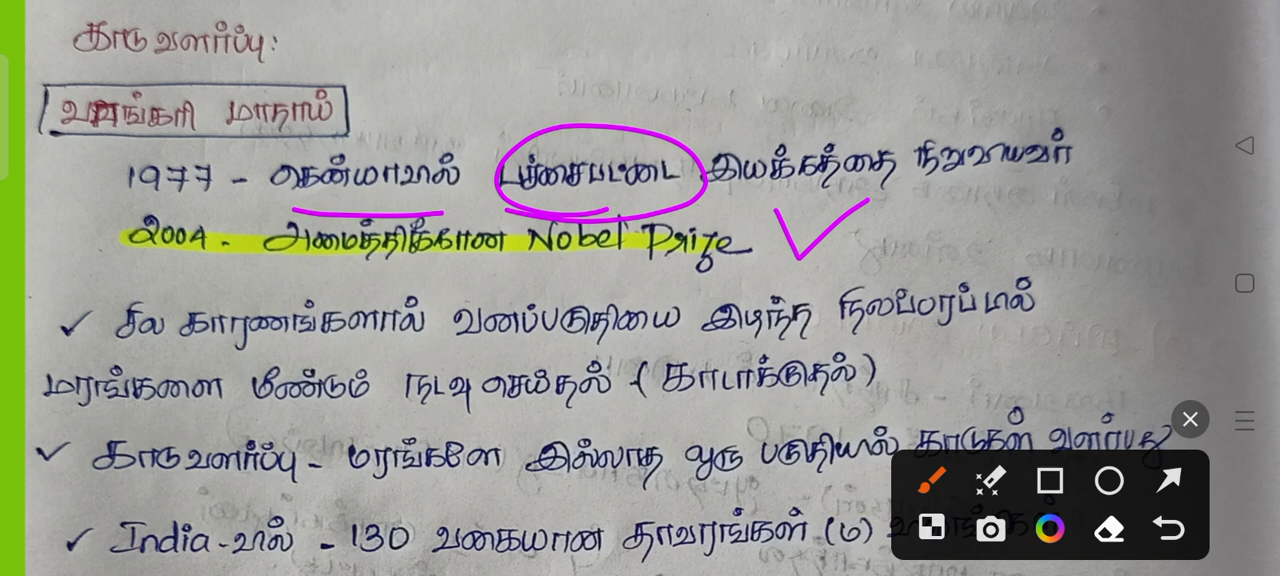 காடு வளர்ப்பு:
வாங்கரி மாதாய்
1977 - கென்யாவில் பச்சைபட்டை இயக்கத்தை நிறுவியவர்
2004 - அமைத்திக்கான Nobel Prize
✓ சில காரணங்களால் வனப்பகுதியை இழந்த நிலப்பரப்பில்
மரங்களை மீண்டும் நடவு செய்தல் (காடாக்குதல்)
✓ காடுவளர்ப்பு - மரங்களே இல்லாத ஒரு பகுதியில் காடுகள் வளர்ப்பது
✓ India-வில் - 130 வகையான தாவரங்கள் (ம)